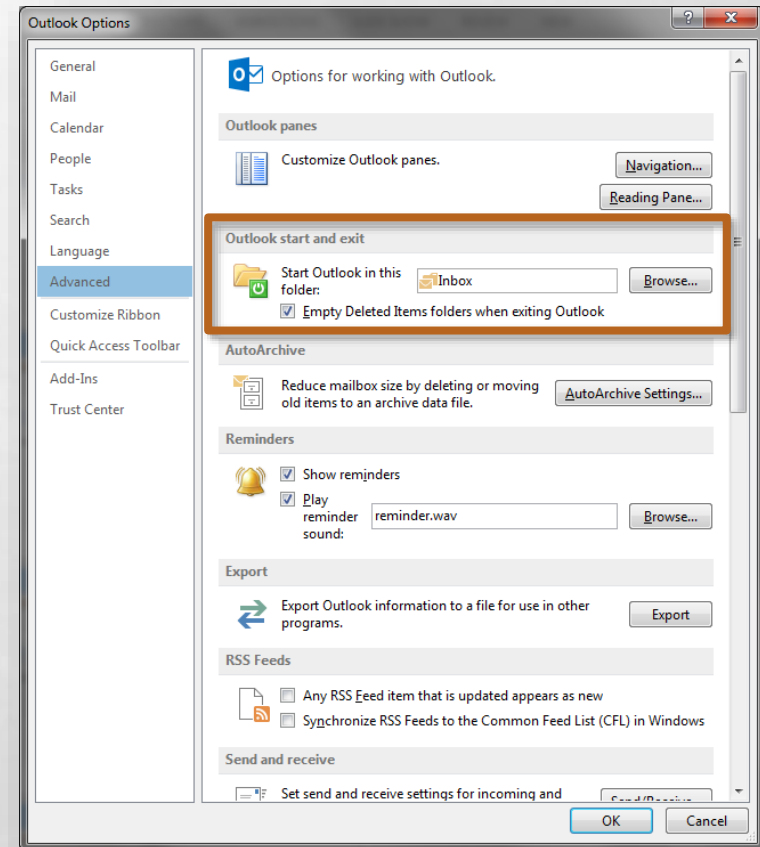 Outlook Options
?
x
General
Mail
Calendar
People
Tasks
Search
Language
Advanced
Customize Ribbon
Quick Access Toolbar
Add-Ins
Trust Center
Options for working with Outlook.
Outlook panes
Customize Outlook panes.
Navigation...
Reading Pane...
Outlook start and exit
Start Outlook in this
folder:
Inbox
Browse...
Empty Deleted Items folders when exiting Outlook
AutoArchive
Reduce mailbox size by deleting or moving
old items to an archive data file.
AutoArchive Settings...
Reminders
Show reminders
Play
reminder
sound:
reminder.wav
Browse...
Export
Export Outlook information to a file for use in other
programs.
Export
RSS Feeds
Any RSS Feed item that is updated appears as new
Synchronize RSS Feeds to the Common Feed List (CFL) in Windows
Send and receive
Set send and receive settings for incoming and
OK
Cancel